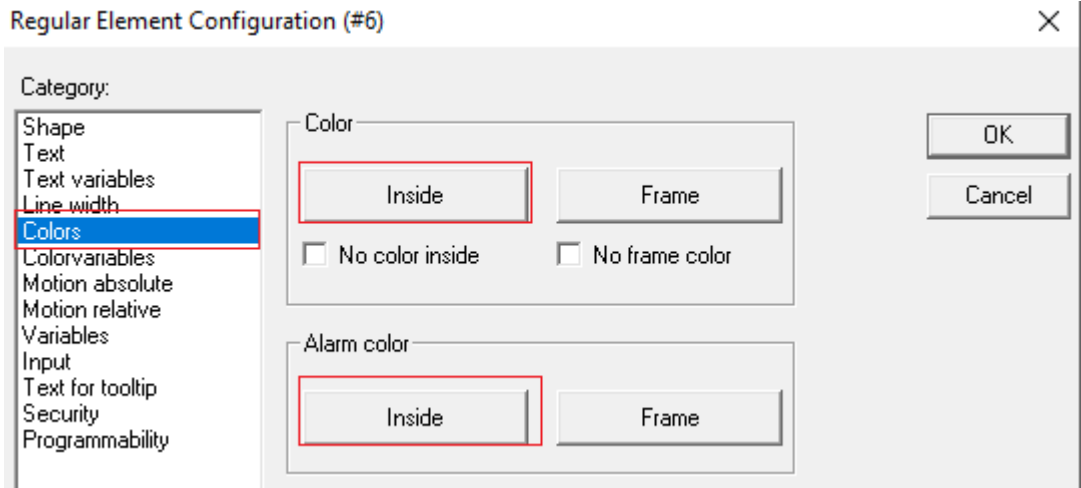 Regular Element Configuration (#6)
Category:
Shape
Text
Text variables
Line width
Colors
Colorvariables
Motion absolute
Motion relative
Variables
Input
Text for tooltip
Security
Programmability
Color
Inside
Frame
No color inside
No frame color
Alarm color
Inside
Frame
OK
Cancel